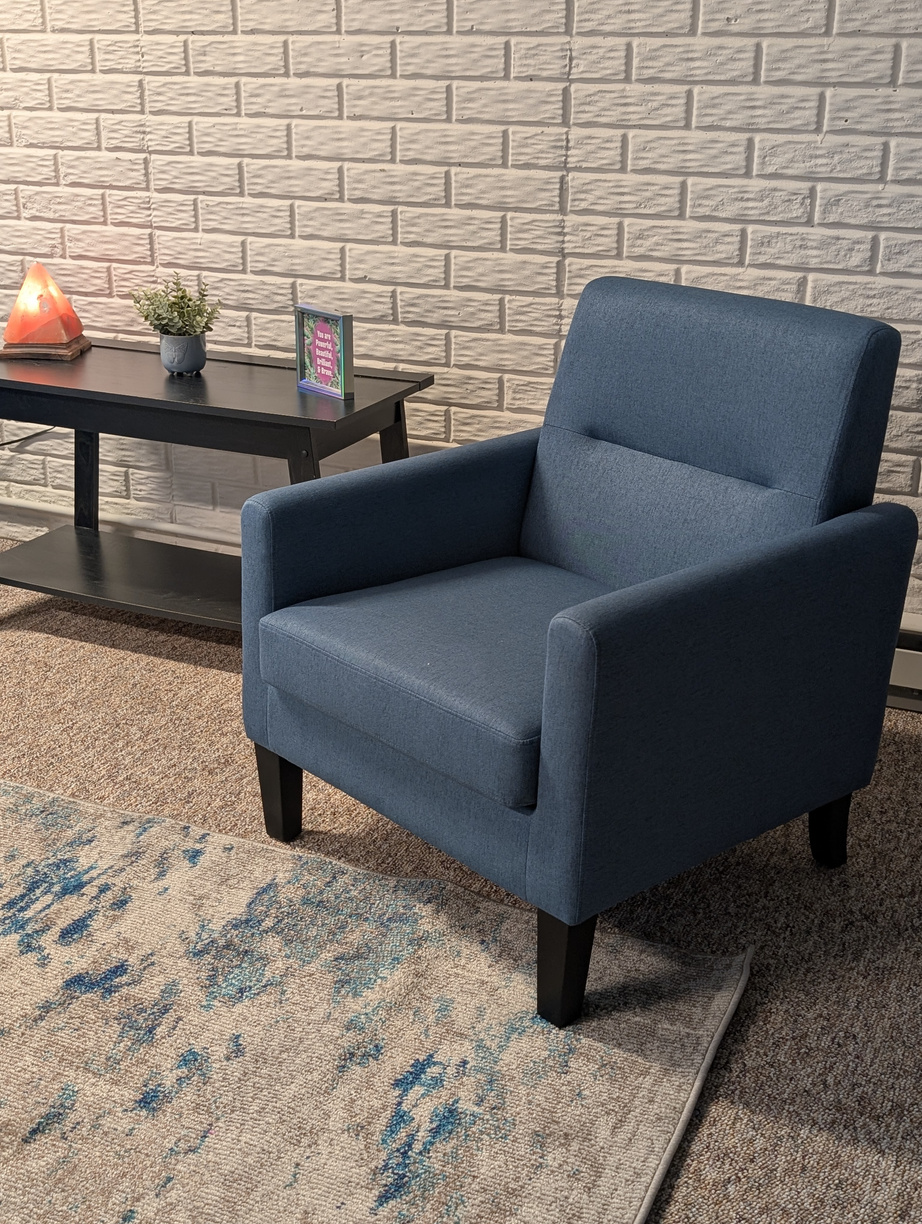 You are
Powerful,
Beautiful,
Brilliant,
& Brave.